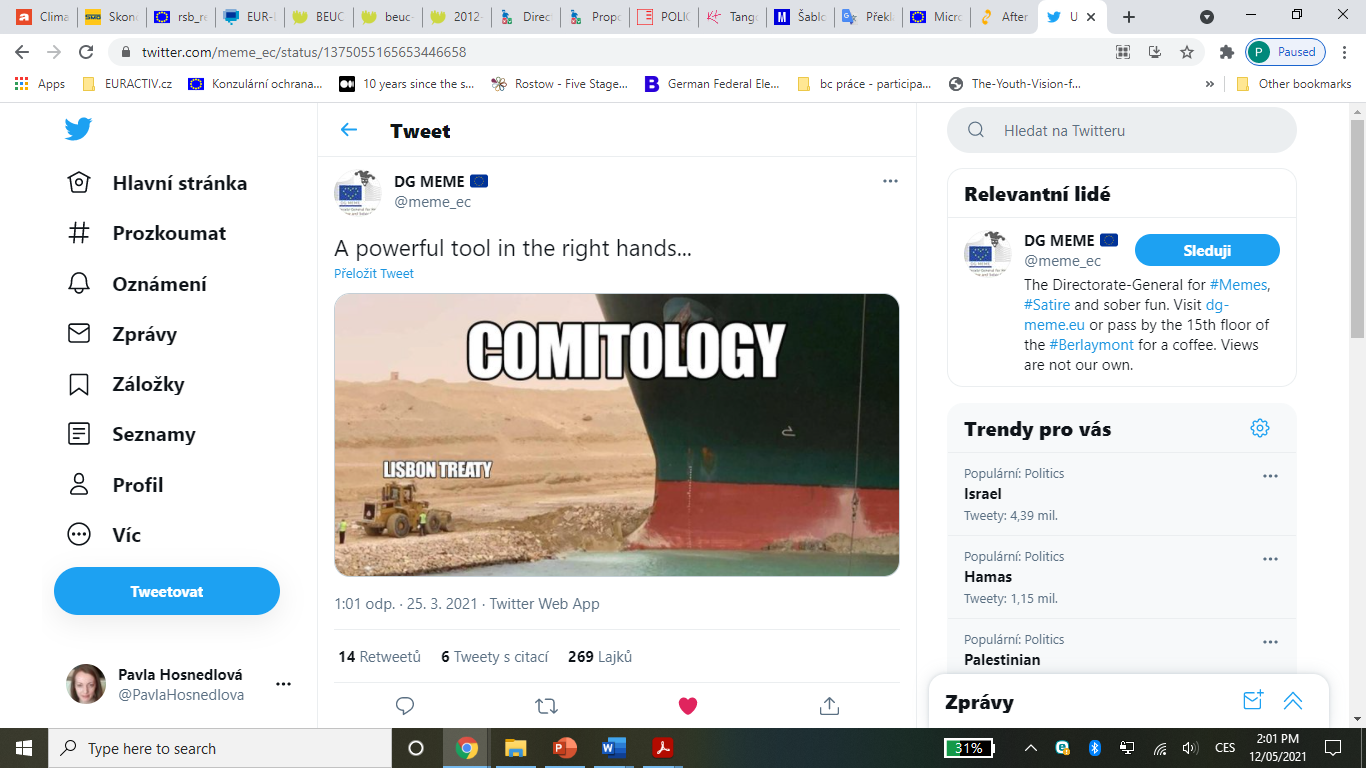 Clima
Skon
rsb_re
EUR-
BEUC
beuc-
2012-
Direc
Propo
POLIC
Tango
Šablo
Překl
Micro
After
U
twitter.com/meme_ec/status/1375055165653446658
P Paused
Apps
EURACTIV.cz
Konzulární ochrana...
10 years since the s...
Rostow - Five Stage...
German Federal Ele...
bc práce - participa...
The-Youth-Vision-f...
»
Other bookmarks
Hlavní stránka
Prozkoumat
Oznámení
Zprávy
Záložky
Seznamy
Profil
Víc
Tweetovat
Pavla Hosnedlová
@PavlaHosnedlova
Tweet
DG MEME
@meme_ec
A powerful tool in the right hands...
Přeložit Tweet
COMITOLOGY
LISBON TREATY
1:01 odp. · 25. 3. 2021 · Twitter Web App
14 Retweetů 6 Tweety s citací 269 Lajků
Hledat na Twitteru
Relevantní lidé
DG MEME
@meme_ec
Sleduji
The Directorate-General for #Memes,
#Satire and sober fun. Visit dg-
meme.eu or pass by the 15th floor of
the #Berlaymont for a coffee. Views
are not our own.
Trendy pro vás
Populární: Politics
Israel
Tweety: 4,39 mil.
Populární: Politics
Hamas
Tweety: 1,15 mil.
Populární: Politics
Palestinian
Zprávy
Type here to search
31%
CES
2:01 PM
12/05/2021